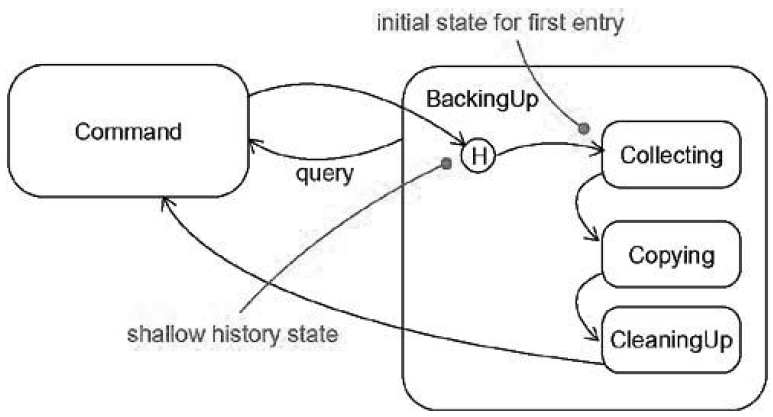 initial state for first entry
BackingUp
Command
H
Collecting
query
Copying
shallow history state
CleaningUp